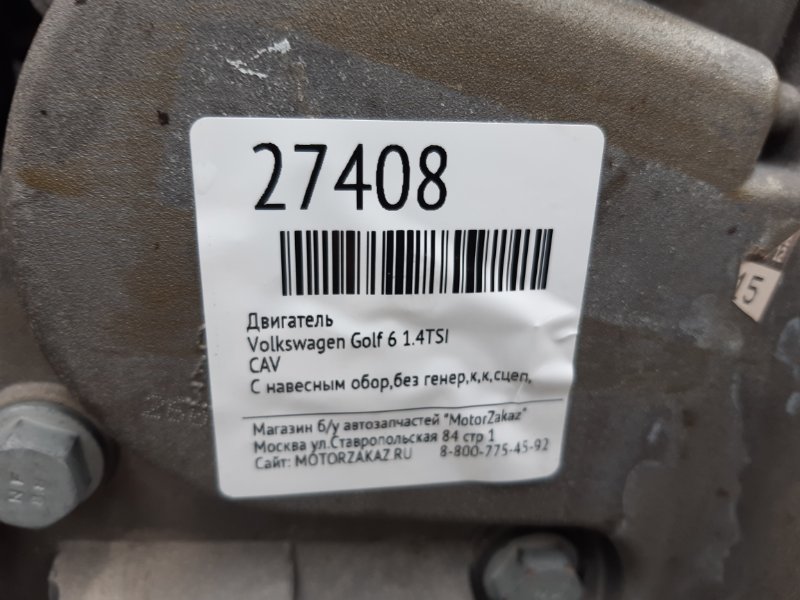 27408
Двигатель
Volkswagen Golf 6 1.4TSI
CAV
С навесным обор,без генер,к,к,сцеп,
Магазин б/у автозапчастей "MotorZakaz"
Москва ул.Ставропольская 84 стр 1
Сайт: MOTORZAKAZ.RU 8-800-775-45-92
15